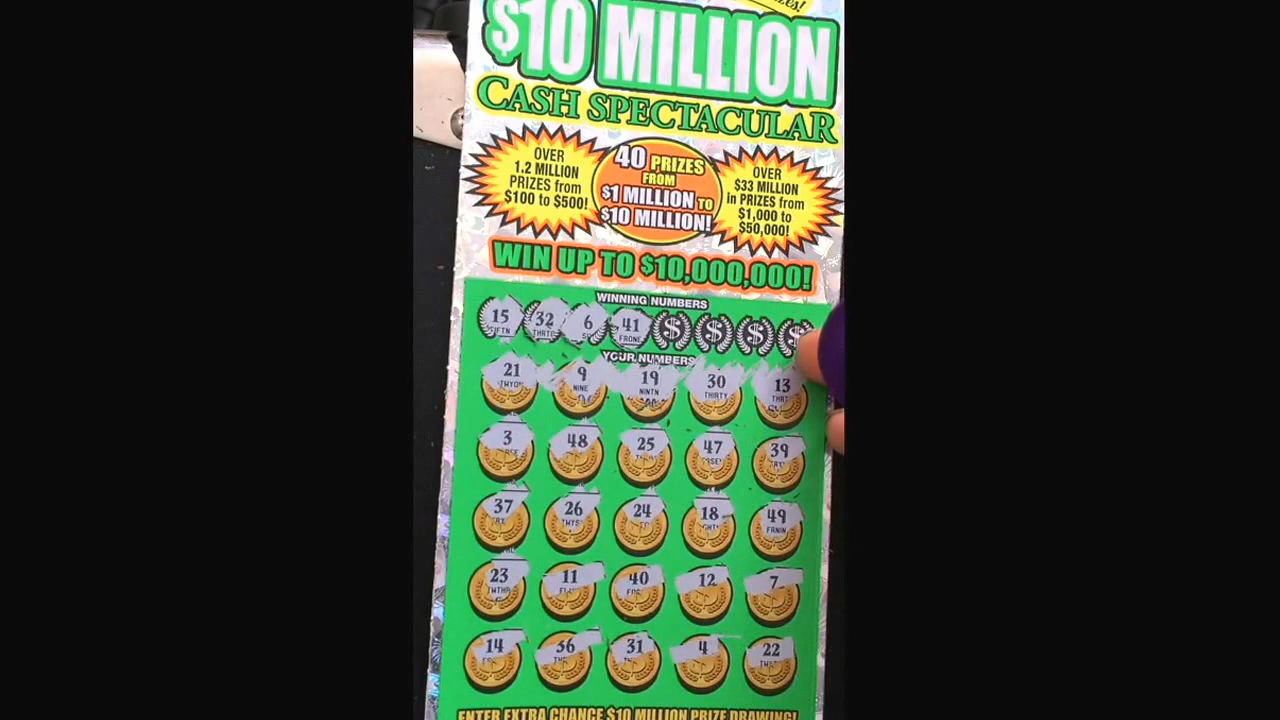 $10 MILLION
CASH SPECTACULAR
OVER
1.2 MILLION
PRIZES from
$100 to $500!
40 PRIZES
FROM
$1 MILLION TO
$10 MILLION!
OVER
$33 MILLION
in PRIZES from
$1,000 to
$50,000!
WIN UP TO $10,000,000!
WINNING NUMBERS
15 32 6 41 $ $ $ $
YOUR NUMBERS
21 9 19 30 13
NINE NINTN THIRTY
3 48 25 47 39
37 26 24 18 49
FRNIN
23 11 40 12 7
14 36 31 4 22
ENTER EXTRA CHANCE $10 MILLION PRIZE DRAWING!